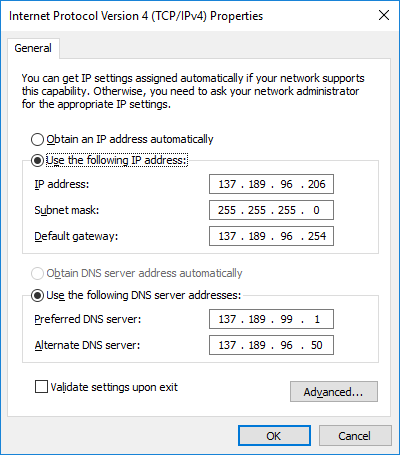 Internet Protocol Version 4 (TCP/IPv4) Properties
General
You can get IP settings assigned automatically if your network supports
this capability. Otherwise, you need to ask your network administrator
for the appropriate IP settings.
Obtain an IP address automatically
Use the following IP address:
IP address: 137 . 189 . 96 . 206
Subnet mask: 255 . 255 . 255 . 0
Default gateway: 137 . 189 . 96 . 254
Obtain DNS server address automatically
Use the following DNS server addresses:
Preferred DNS server: 137 . 189 . 99 . 1
Alternate DNS server: 137 . 189 . 96 . 50
Validate settings upon exit
Advanced...
OK Cancel